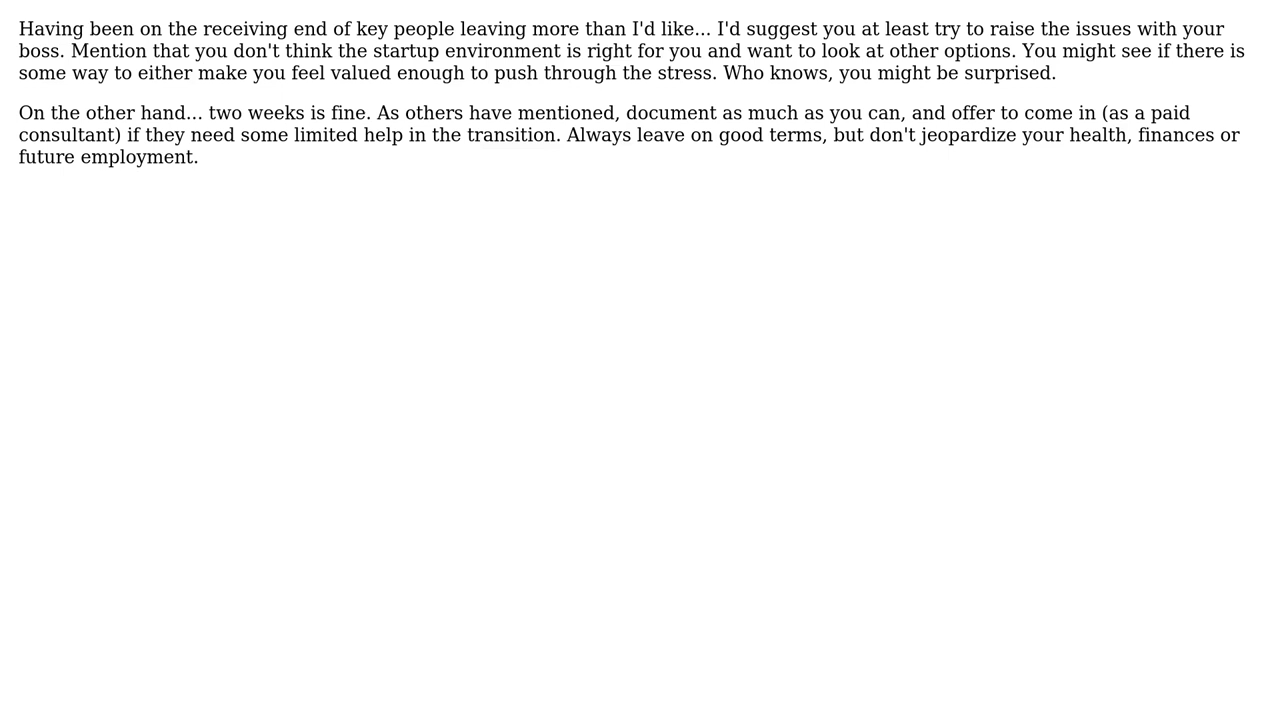 Having been on the receiving end of key people leaving more than I'd like... I'd suggest you at least try to raise the issues with your
boss. Mention that you don't think the startup environment is right for you and want to look at other options. You might see if there is
some way to either make you feel valued enough to push through the stress. Who knows, you might be surprised.
On the other hand... two weeks is fine. As others have mentioned, document as much as you can, and offer to come in (as a paid
consultant) if they need some limited help in the transition. Always leave on good terms, but don't jeopardize your health, finances or
future employment.